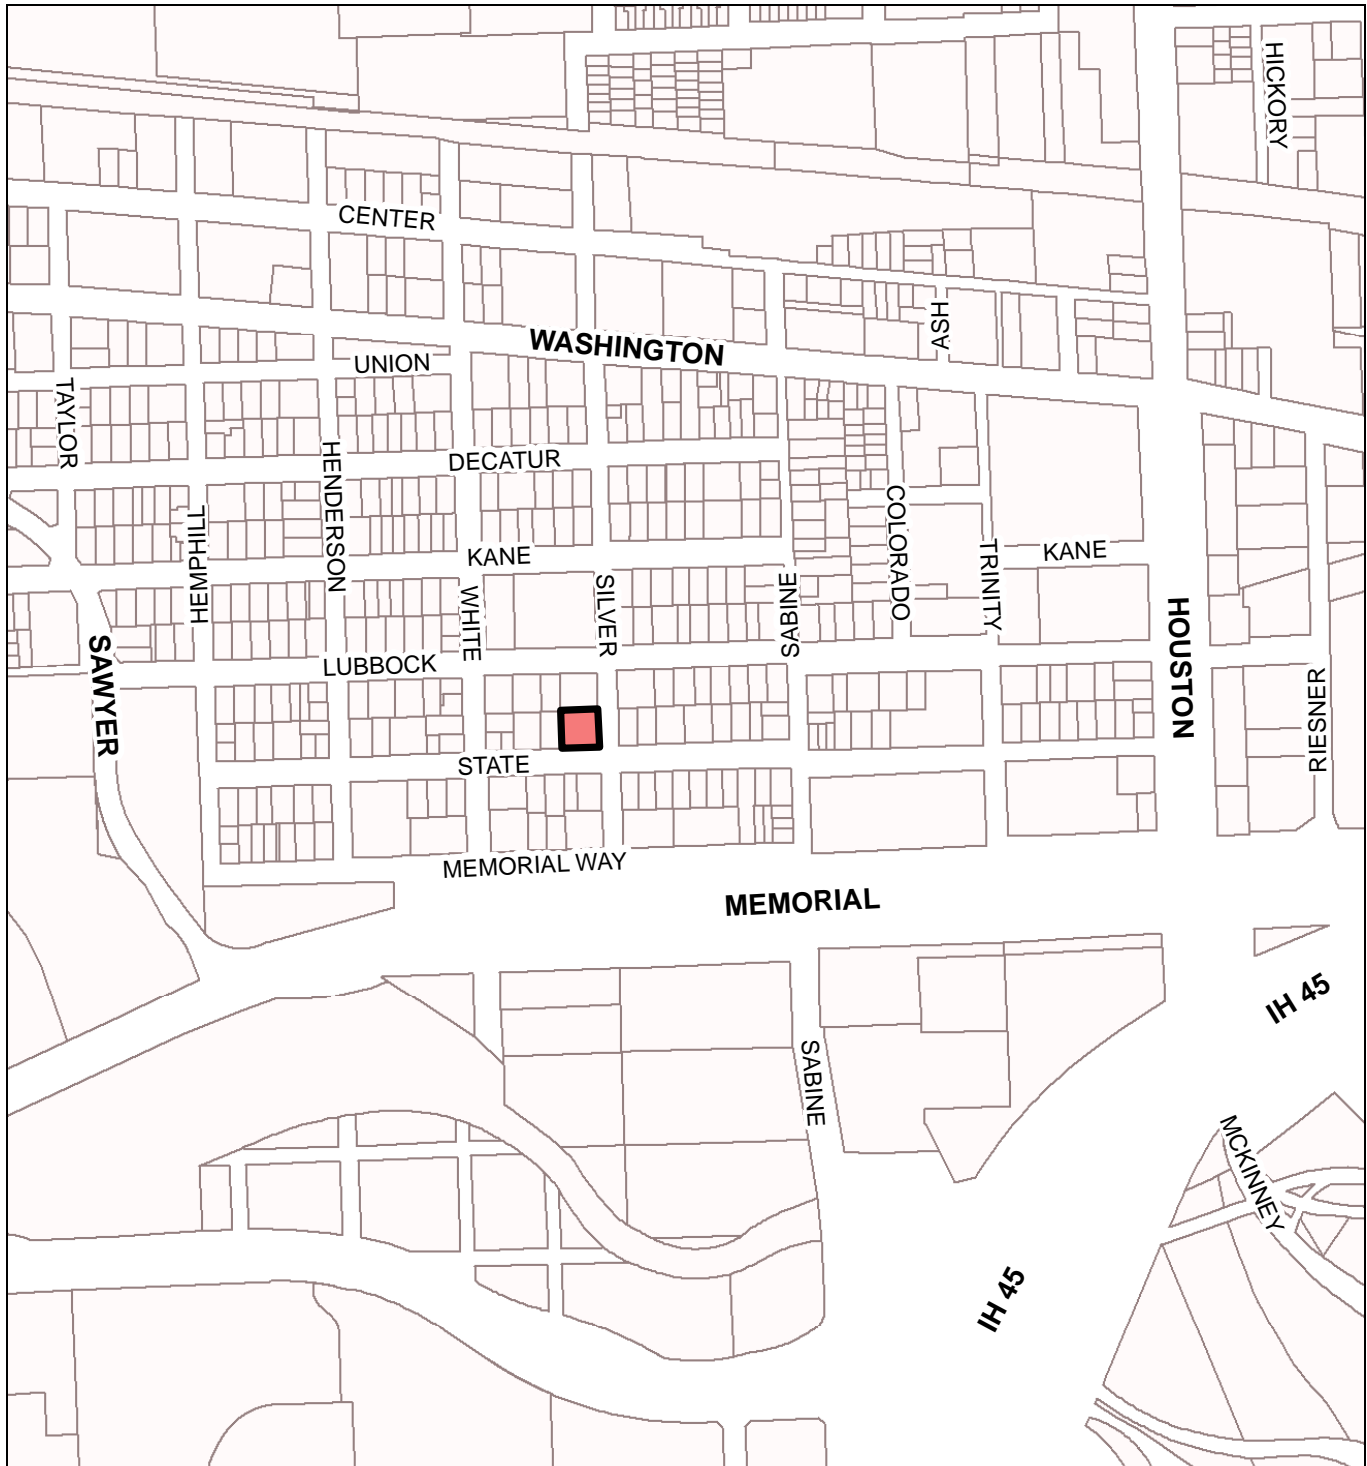 HICKORY
CENTER
ASH
WASHINGTON
UNION
TAYLOR
HENDERSON
DECATUR
COLORADO
HEMPHILL
KANE
KANE
TRINITY
SILVER
SABINE
WHITE
HOUSTON
SAWYER
LUBBOCK
RIESNER
STATE
MEMORIAL WAY
MEMORIAL
IH 45
SABINE
MCKINNEY
IH 45